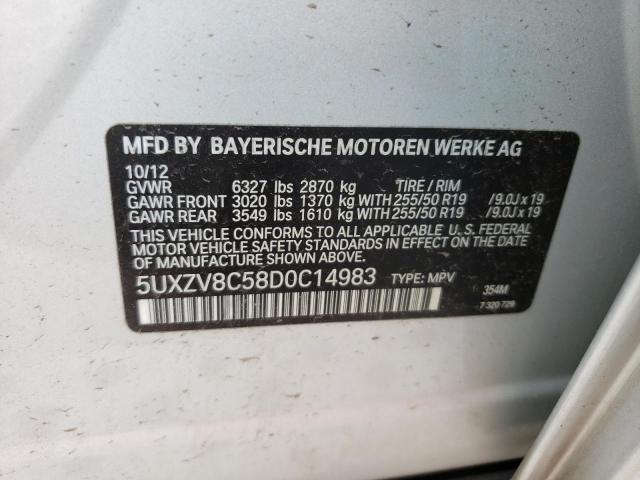 MFD BY BAYERISCHE MOTOREN WERKE AG
10/12
GVWR 6327 lbs 2870 kg TIRE / RIM
GAWR FRONT 3020 lbs 1370 kg WITH 255/50 R19 /9.0J x 19
GAWR REAR 3549 lbs 1610 kg WITH 255/50 R19 /9.0J x 19
THIS VEHICLE CONFORMS TO ALL APPLICABLE U. S. FEDERAL
MOTOR VEHICLE SAFETY STANDARDS IN EFFECT ON THE DATE
OF MANUFACTURE SHOWN ABOVE.
5UXZV8C58D0C14983 TYPE: MPV
354M
7 320 729